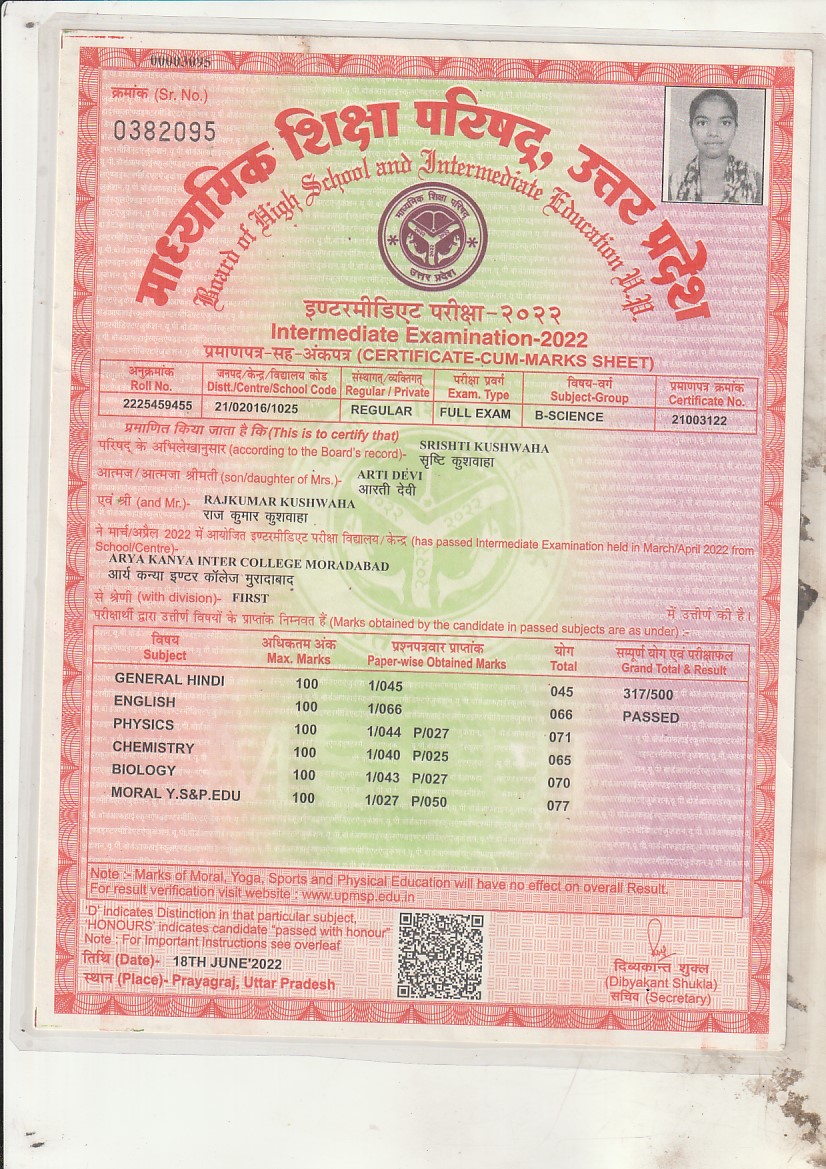 00003095
क्रमांक (Sr. No.)
0382095
माध्यमिक शिक्षा परिषद्, उत्तर प्रदेश
Board of High School and Intermediate Education U.P.
माध्यमिक शिक्षा परिषद
उत्तर प्रदेश
इण्टरमीडिएट परीक्षा-२०२२
Intermediate Examination-2022
प्रमाणपत्र-सह-अंकपत्र (CERTIFICATE-CUM-MARKS SHEET)
अनुक्रमांक जनपद/केन्द्र/विद्यालय कोड संस्थागत्/व्यक्तिगत् परीक्षा प्रवर्ग विषय-वर्ग प्रमाणपत्र क्रमांक
Roll No. Distt./Centre/School Code Regular / Private Exam. Type Subject-Group Certificate No.
2225459455 21/02016/1025 REGULAR FULL EXAM B-SCIENCE 21003122
प्रमाणित किया जाता है कि (This is to certify that)
परिषद् के अभिलेखानुसार (according to the Board's record)- SRISHTI KUSHWAHA
सृष्टि कुशवाहा
आत्मज/आत्मजा श्रीमती (son/daughter of Mrs.)- ARTI DEVI
आरती देवी
एवं श्री (and Mr.)- RAJKUMAR KUSHWAHA
राज कुमार कुशवाहा
ने मार्च/अप्रैल 2022 में आयोजित इण्टरमीडिएट परीक्षा विद्यालय/केन्द्र (has passed Intermediate Examination held in March/April 2022 from
School/Centre)-
ARYA KANYA INTER COLLEGE MORADABAD
आर्य कन्या इण्टर कॉलेज मुरादाबाद
से श्रेणी (with division)- FIRST में उत्तीर्ण की है।
परीक्षार्थी द्वारा उत्तीर्ण विषयों के प्राप्तांक निम्नवत हैं (Marks obtained by the candidate in passed subjects are as under) :-
विषय अधिकतम अंक प्रश्नपत्रवार प्राप्तांक योग सम्पूर्ण योग एवं परीक्षाफल
Subject Max. Marks Paper-wise Obtained Marks Total Grand Total & Result
GENERAL HINDI 100 1/045 045 317/500
ENGLISH 100 1/066 066 PASSED
PHYSICS 100 1/044 P/027 071
CHEMISTRY 100 1/040 P/025 065
BIOLOGY 100 1/043 P/027 070
MORAL Y.S&P.EDU 100 1/027 P/050 077
Note :- Marks of Moral, Yoga, Sports and Physical Education will have no effect on overall Result.
For result verification visit website : www.upmsp.edu.in
'D' Indicates Distinction in that particular subject,
'HONOURS' indicates candidate "passed with honour"
Note : For Important Instructions see overleaf
तिथि (Date)- 18TH JUNE'2022
स्थान (Place)- Prayagraj, Uttar Pradesh
दिव्यकान्त शुक्ल
(Dibyakant Shukla)
सचिव (Secretary)